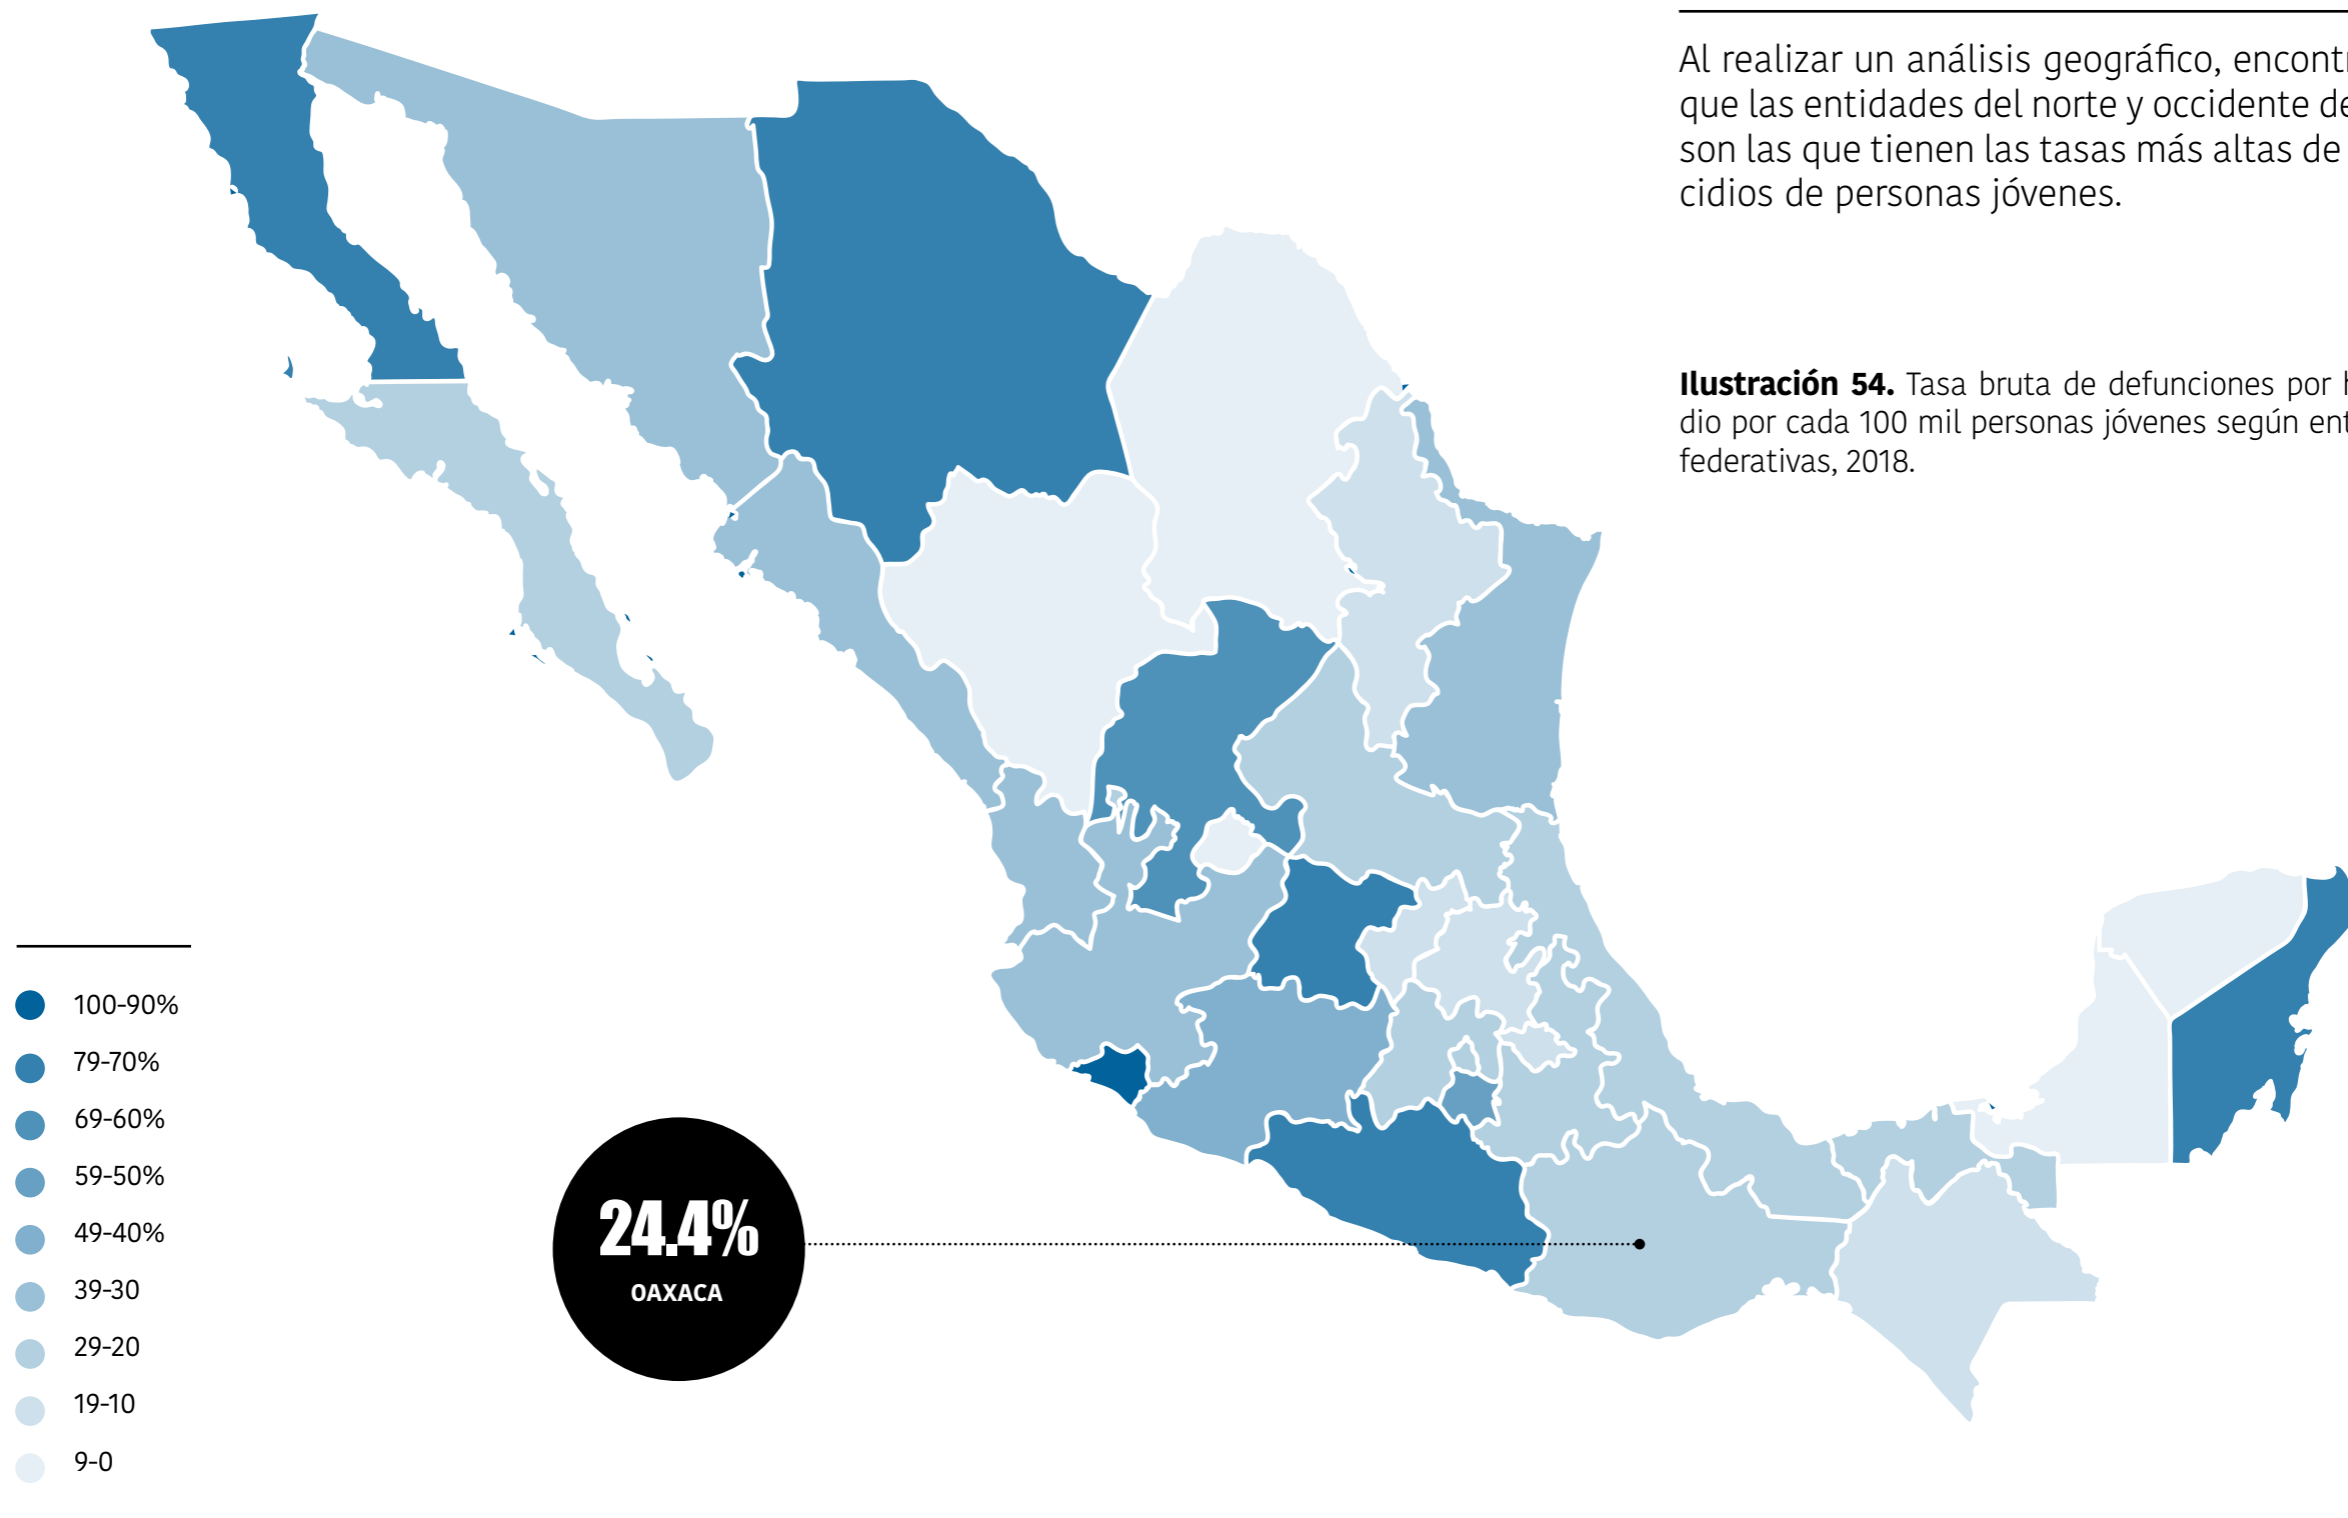 Al realizar un análisis geográfico, encontr
que las entidades del norte y occidente de
son las que tienen las tasas más altas de
cidios de personas jóvenes.
Ilustración 54. Tasa bruta de defunciones por h
dio por cada 100 mil personas jóvenes según ent
federativas, 2018.
100-90%
79-70%
69-60%
59-50%
49-40%
39-30
29-20
19-10
9-0
24.4%
OAXACA